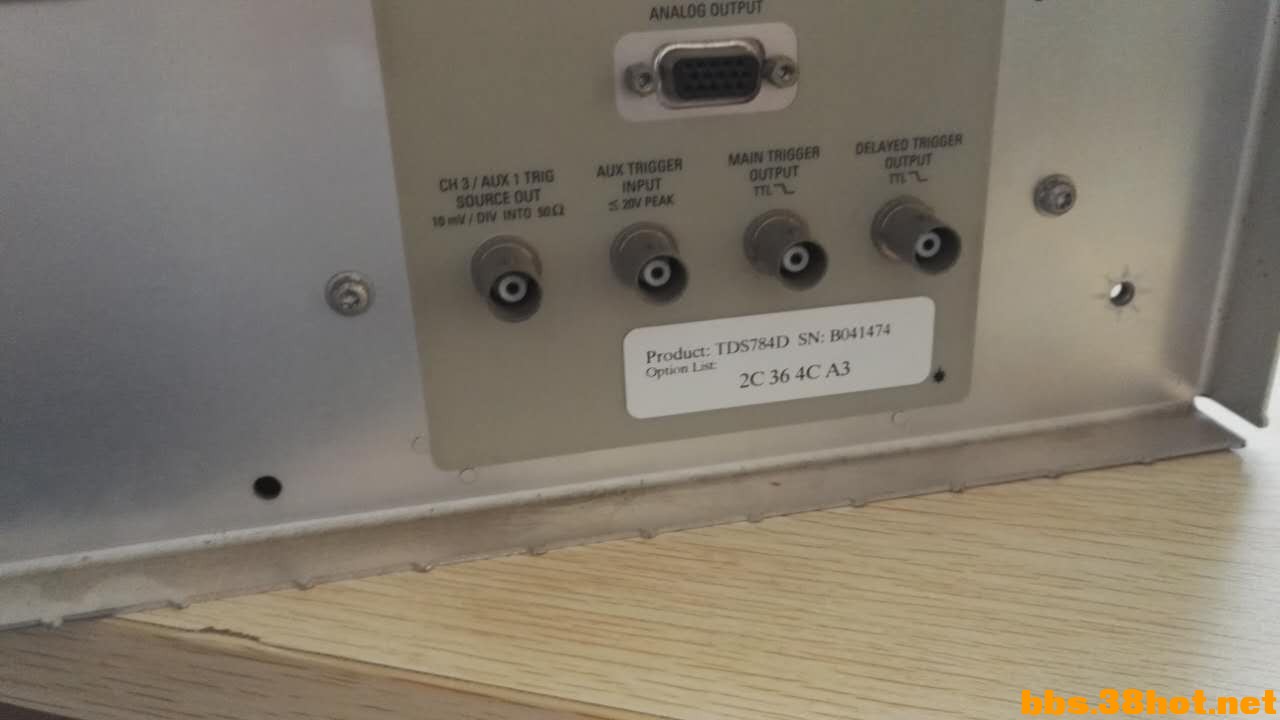 ANALOG OUTPUT
CH 3 / AUX 1 TRIG
SOURCE OUT
10 mV / DIV INTO 50Ω
AUX TRIGGER
INPUT
≤ 20V PEAK
MAIN TRIGGER
OUTPUT
TTL
DELAYED TRIGGER
OUTPUT
TTL
Product: TDS784D SN: B041474
Option List:
2C 36 4C A3
bbs.38hot.net